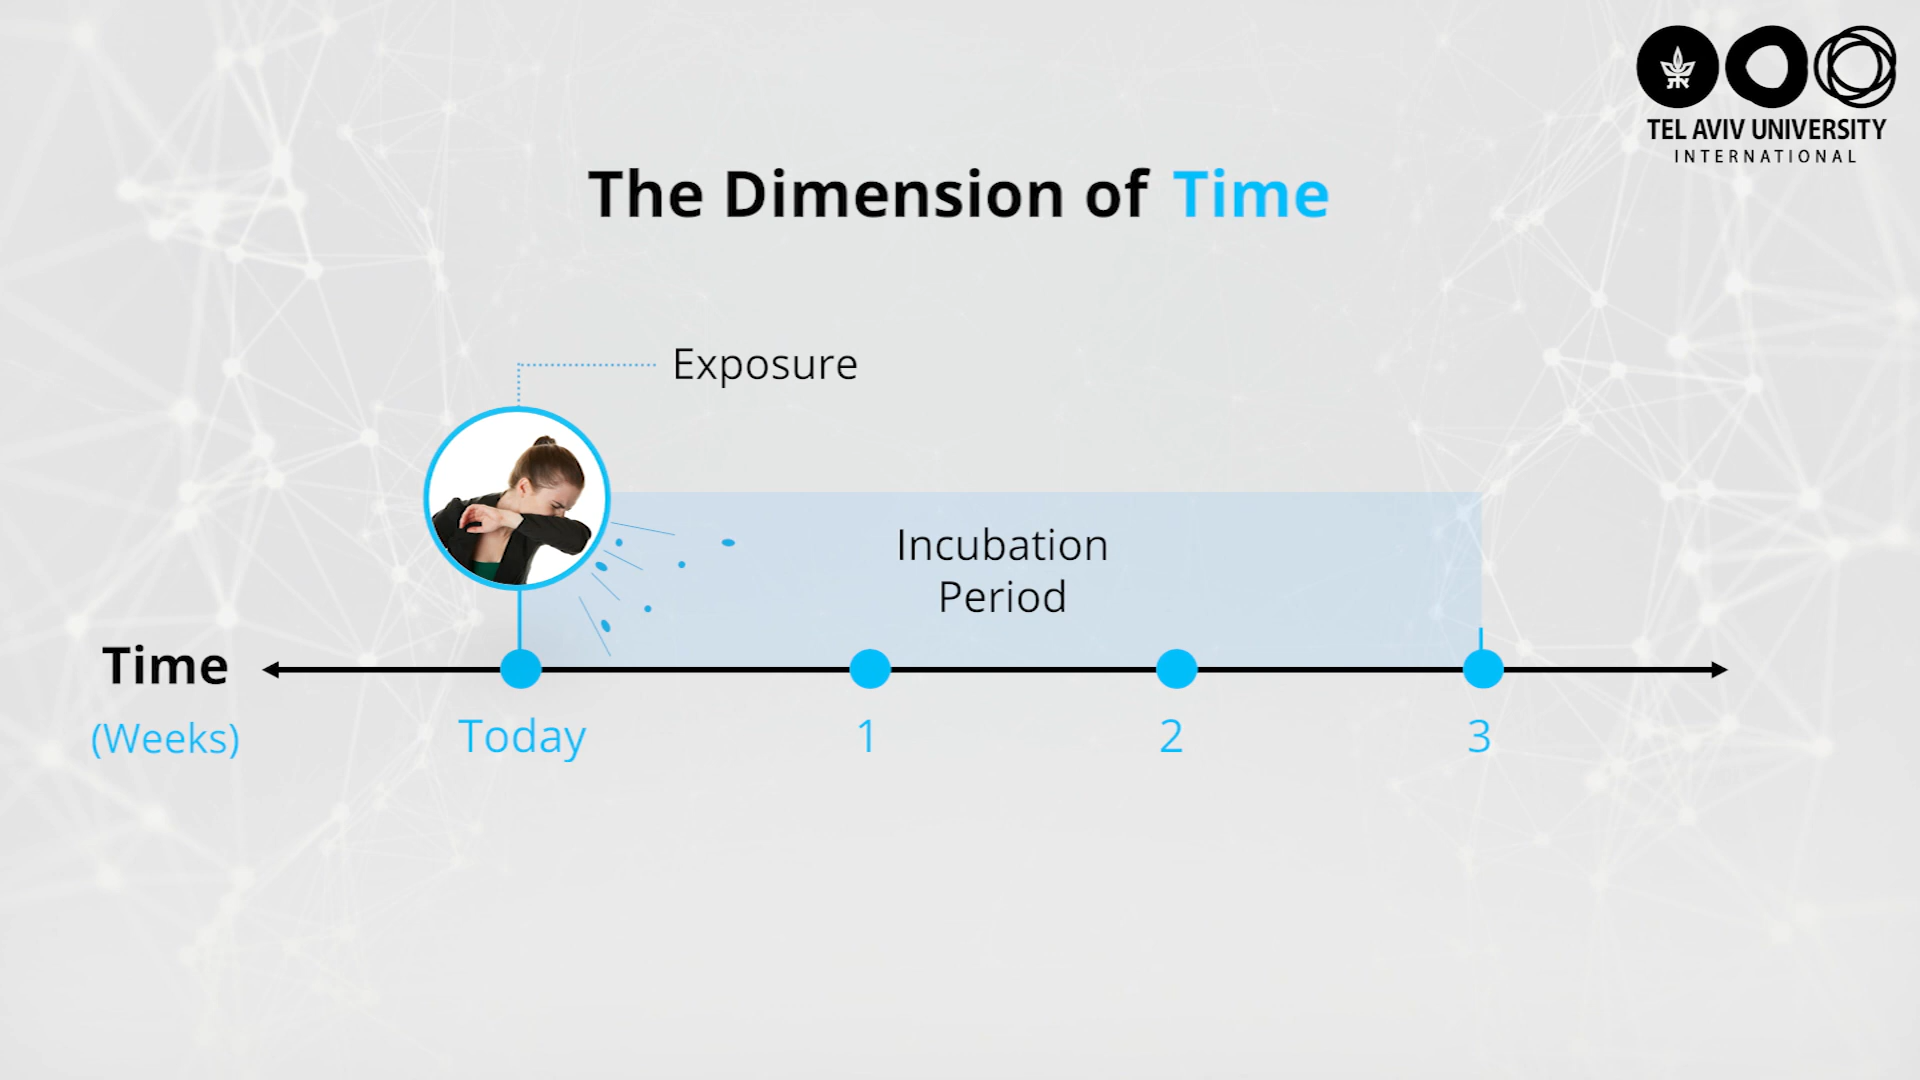 TEL AVIV UNIVERSITY
INTERNATIONAL
The Dimension of Time
Exposure
Incubation
Period
Time
(Weeks)
Today
1
2
3